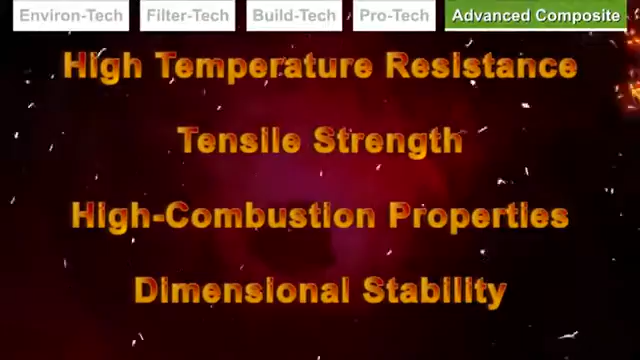 Environ-Tech Filter-Tech Build-Tech Pro-Tech Advanced Composite
High Temperature Resistance
Tensile Strength
High-Combustion Properties
Dimensional Stability